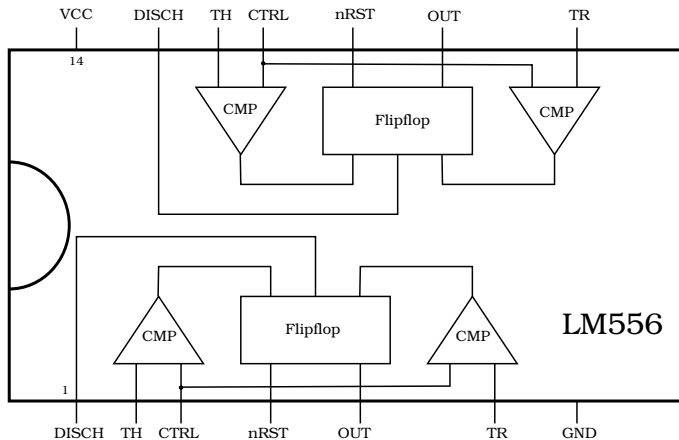 VCC DISCH TH CTRL nRST OUT TR
14
CMP Flipflop CMP
CMP Flipflop CMP LM556
1
DISCH TH CTRL nRST OUT TR GND